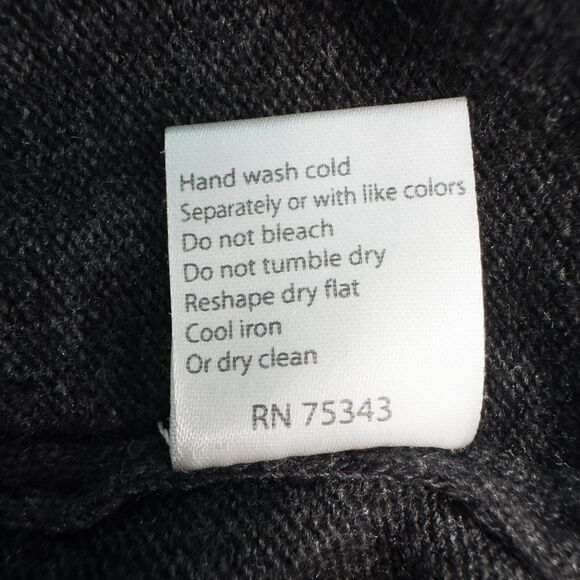 Hand wash cold
Separately or with like colors
Do not bleach
Do not tumble dry
Reshape dry flat
Cool iron
Or dry clean
RN 75343